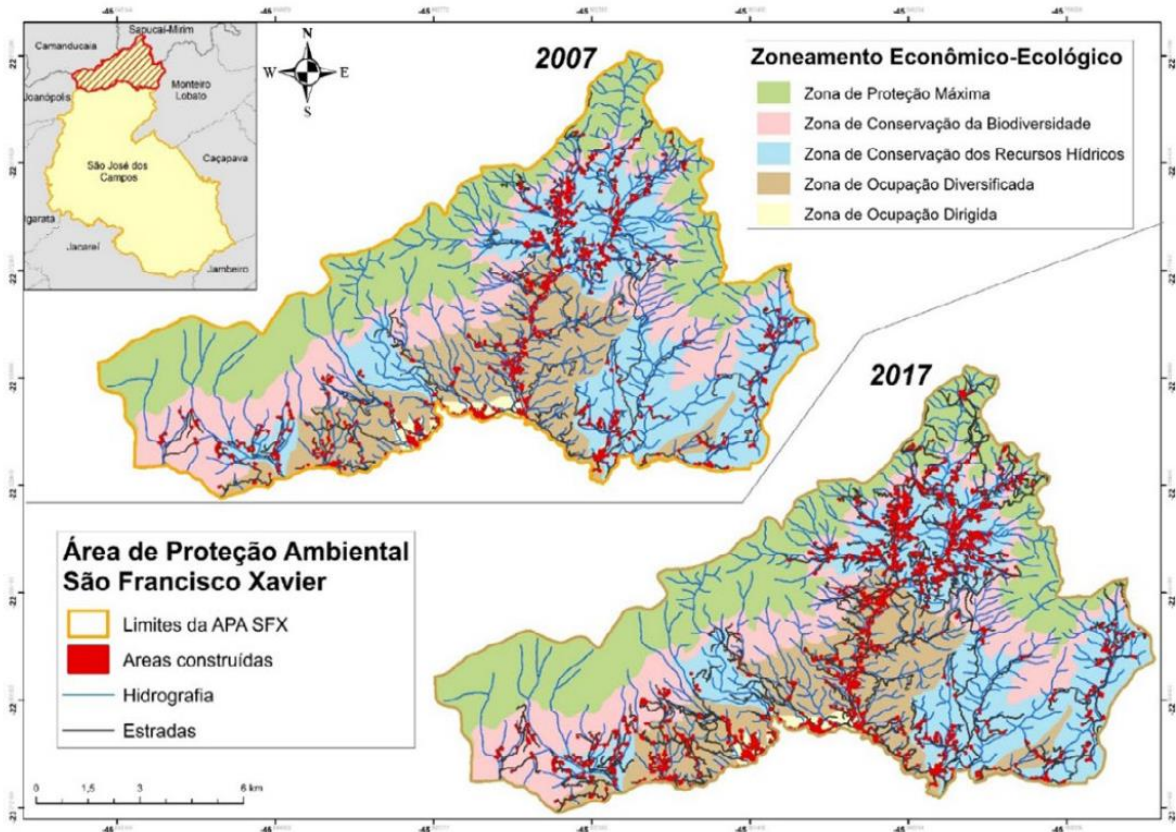 Sapucaí-Mirim
Camanducaia
Joanópolis
Monteiro
Lobato
Caçapava
São José dos
Campos
Igaratá
Jacareí
Jambeiro
N
W E
S
2007
Zoneamento Econômico-Ecológico
Zona de Proteção Máxima
Zona de Conservação da Biodiversidade
Zona de Conservação dos Recursos Hídricos
Zona de Ocupação Diversificada
Zona de Ocupação Dirigida
2017
Área de Proteção Ambiental
São Francisco Xavier
Limites da APA SFX
Areas construídas
Hidrografia
Estradas
0 1,5 3 6 km